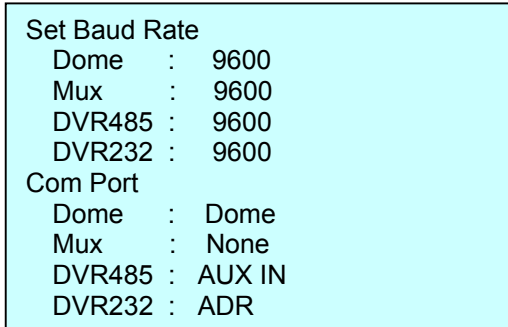 Set Baud Rate
Dome : 9600
Mux : 9600
DVR485 : 9600
DVR232 : 9600
Com Port
Dome : Dome
Mux : None
DVR485 : AUX IN
DVR232 : ADR